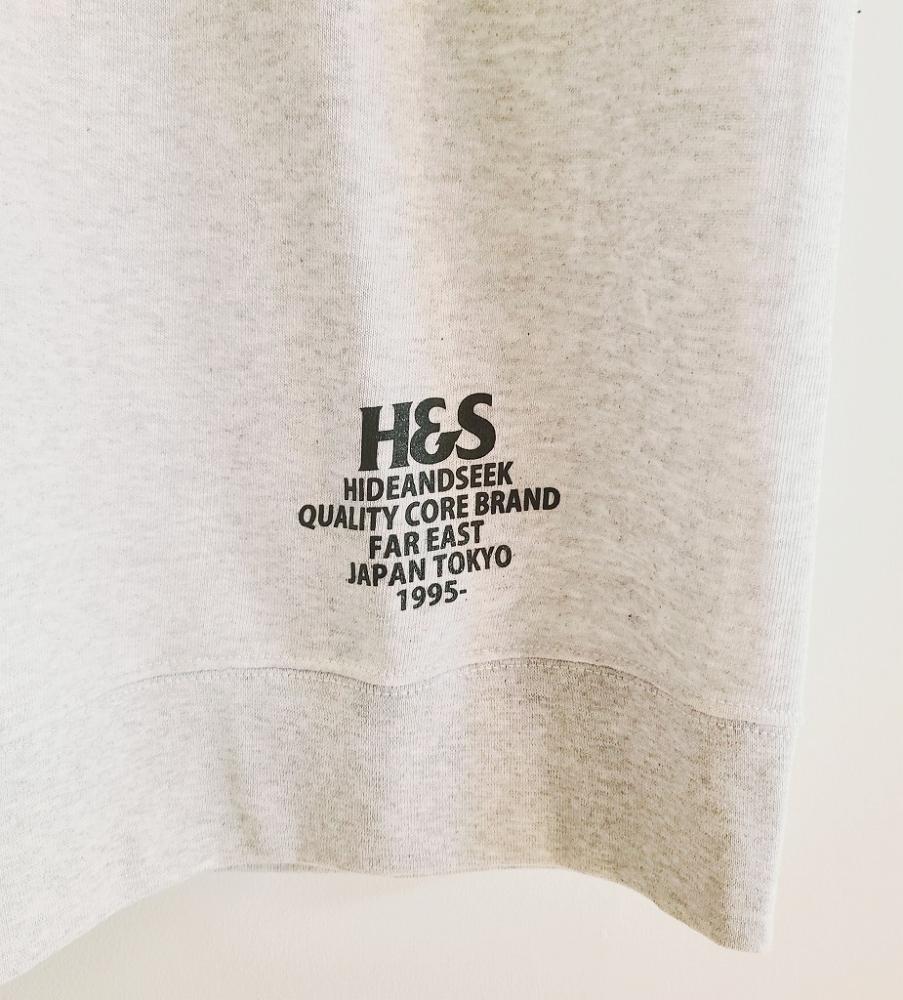 H&S
HIDEANDSEEK
QUALITY CORE BRAND
FAR EAST
JAPAN TOKYO
1995-